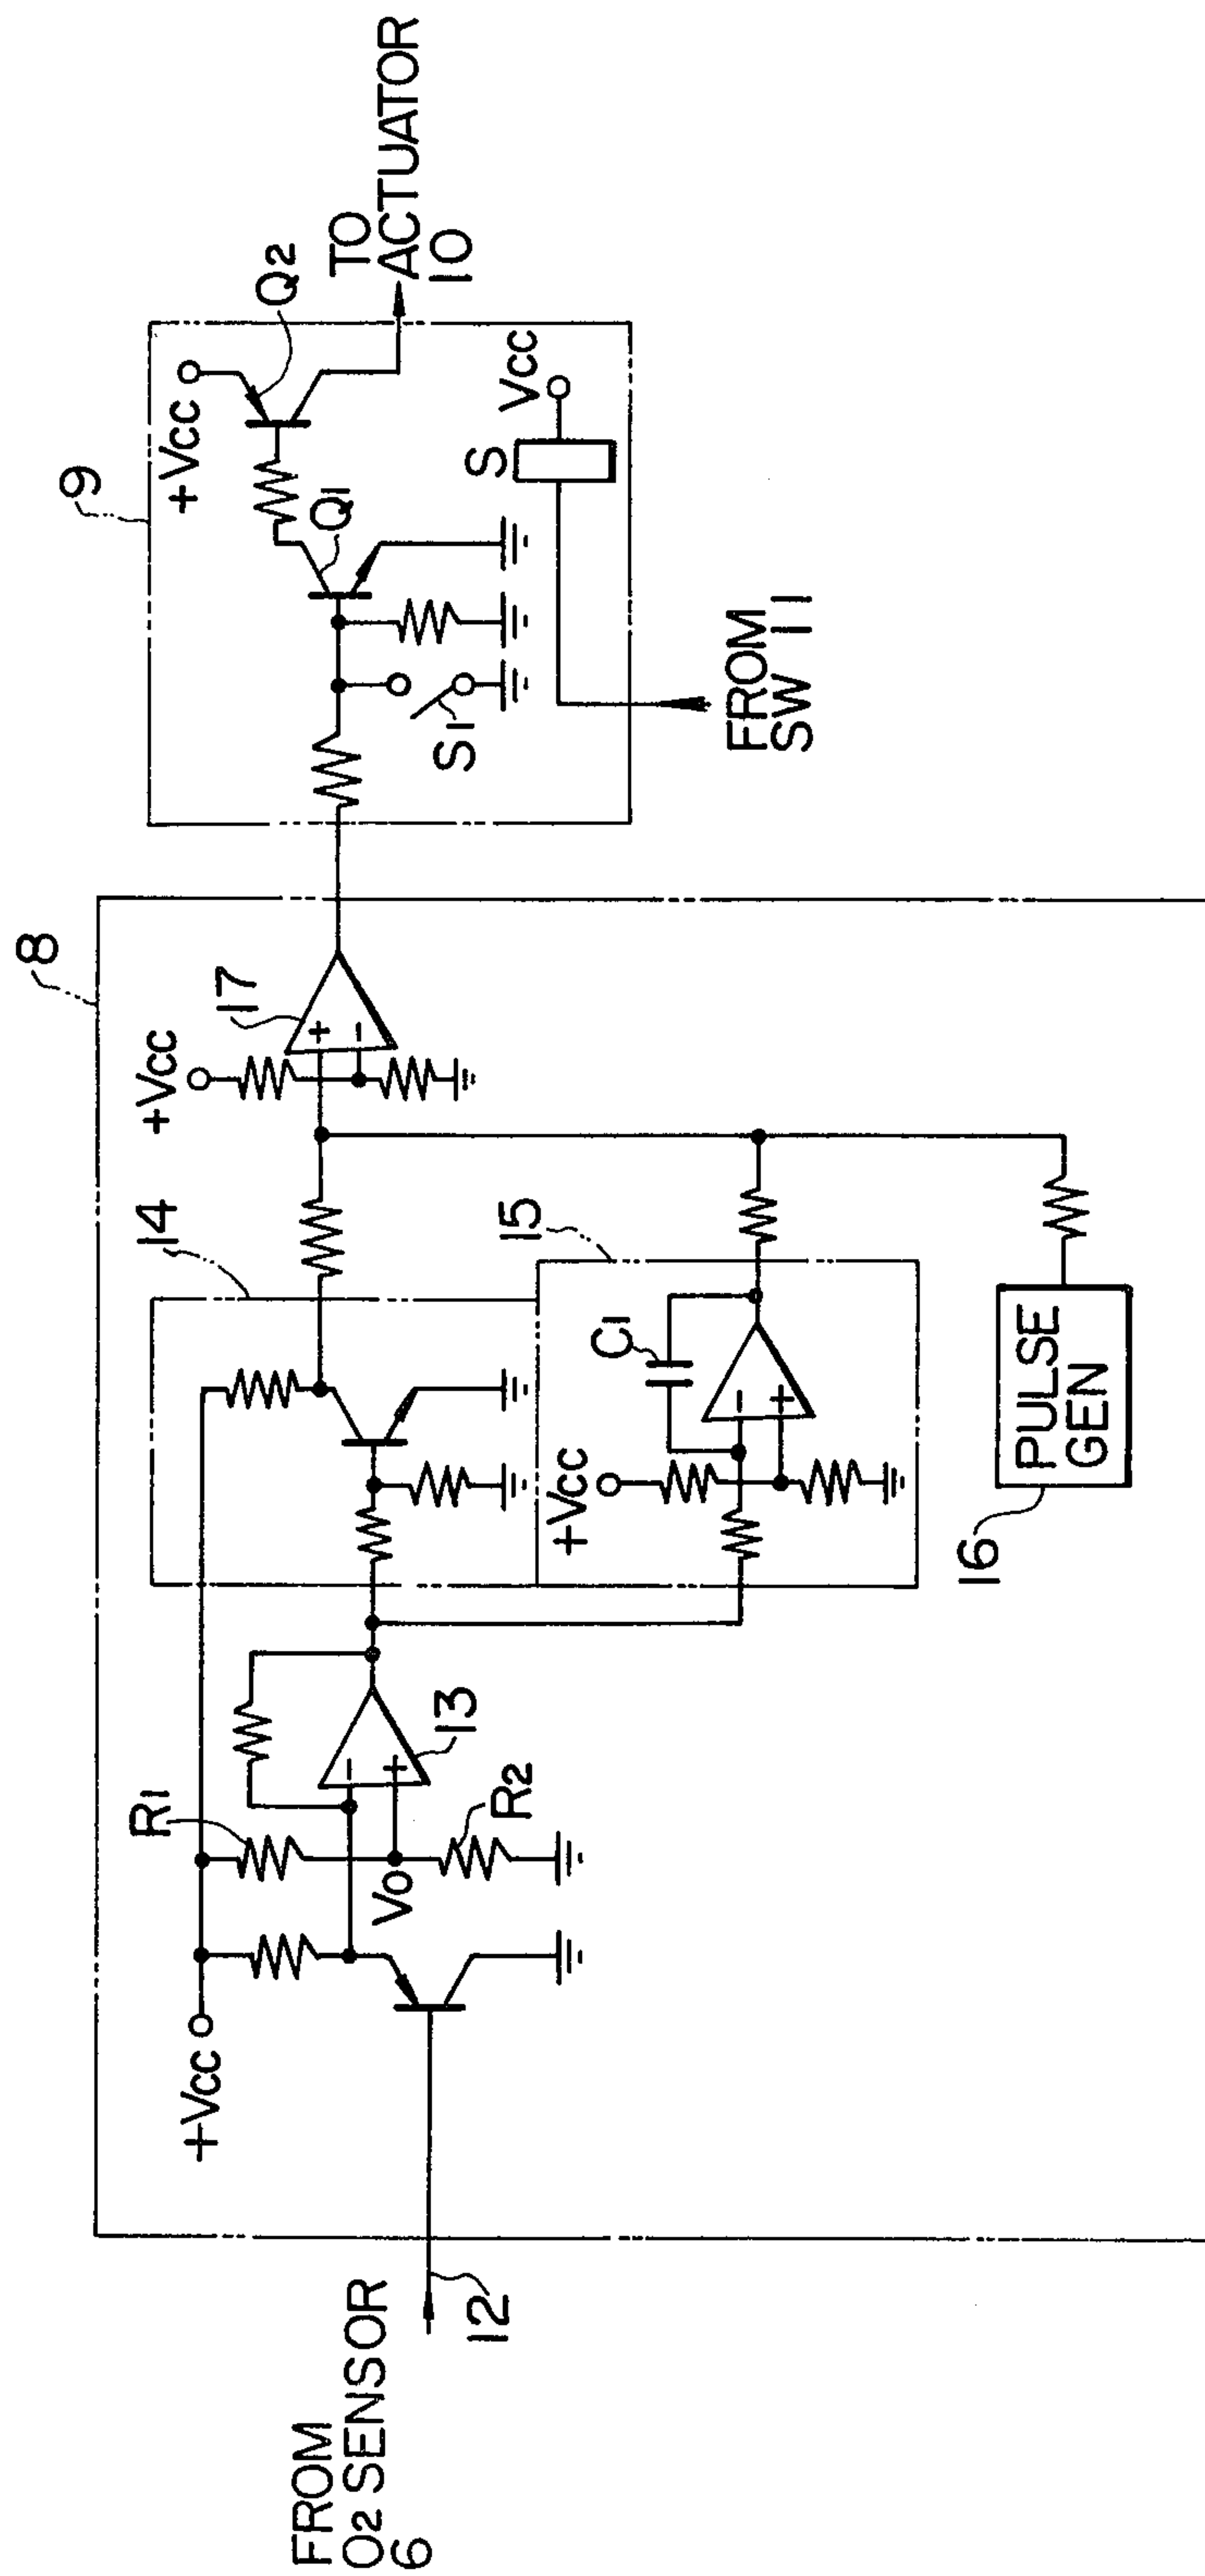 FROM
O2 SENSOR
6
12
+Vcc
R1
Vo
R2
13
8
14
15
+Vcc
C1
16
PULSE
GEN
+Vcc
17
9
S1
Q1
+Vcc
Q2
S
Vcc
FROM
SW 11
TO
ACTUATOR
10